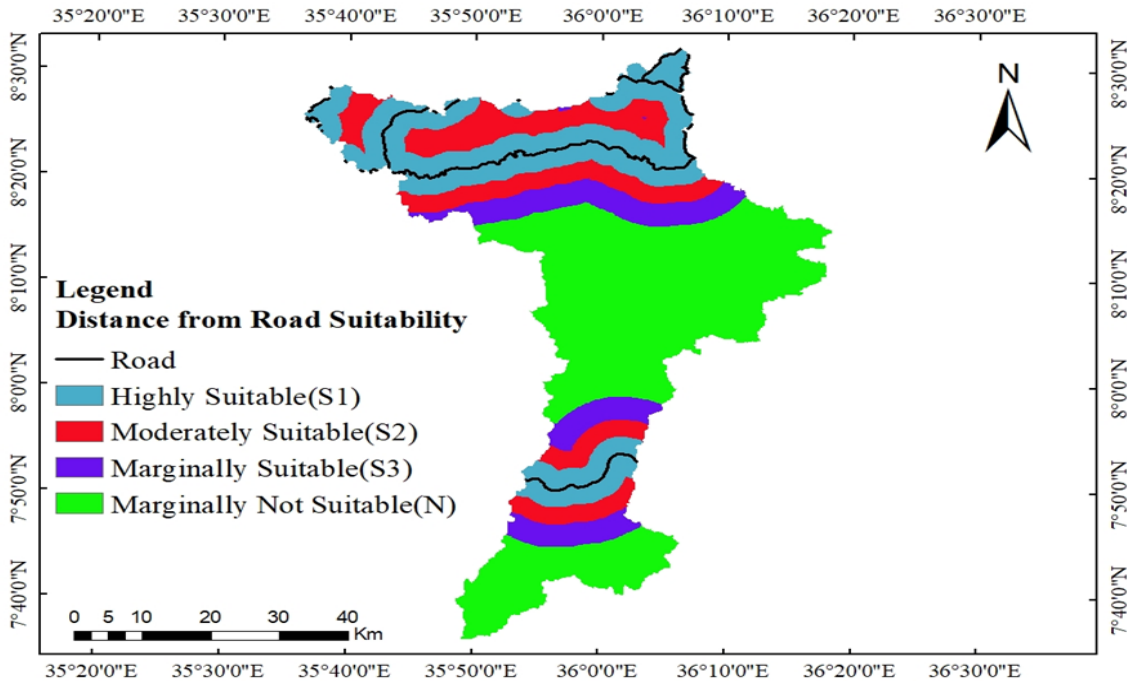 35°20'0"E 35°30'0"E 35°40'0"E 35°50'0"E 36°0'0"E 36°10'0"E 36°20'0"E 36°30'0"E
N
8°30'0"N 8°30'0"N
8°20'0"N 8°20'0"N
8°10'0"N 8°10'0"N
8°0'0"N 8°0'0"N
7°50'0"N 7°50'0"N
7°40'0"N 7°40'0"N
Legend
Distance from Road Suitability
Road
Highly Suitable(S1)
Moderately Suitable(S2)
Marginally Suitable(S3)
Marginally Not Suitable(N)
0 5 10 20 30 40
Km
35°20'0"E 35°30'0"E 35°40'0"E 35°50'0"E 36°0'0"E 36°10'0"E 36°20'0"E 36°30'0"E